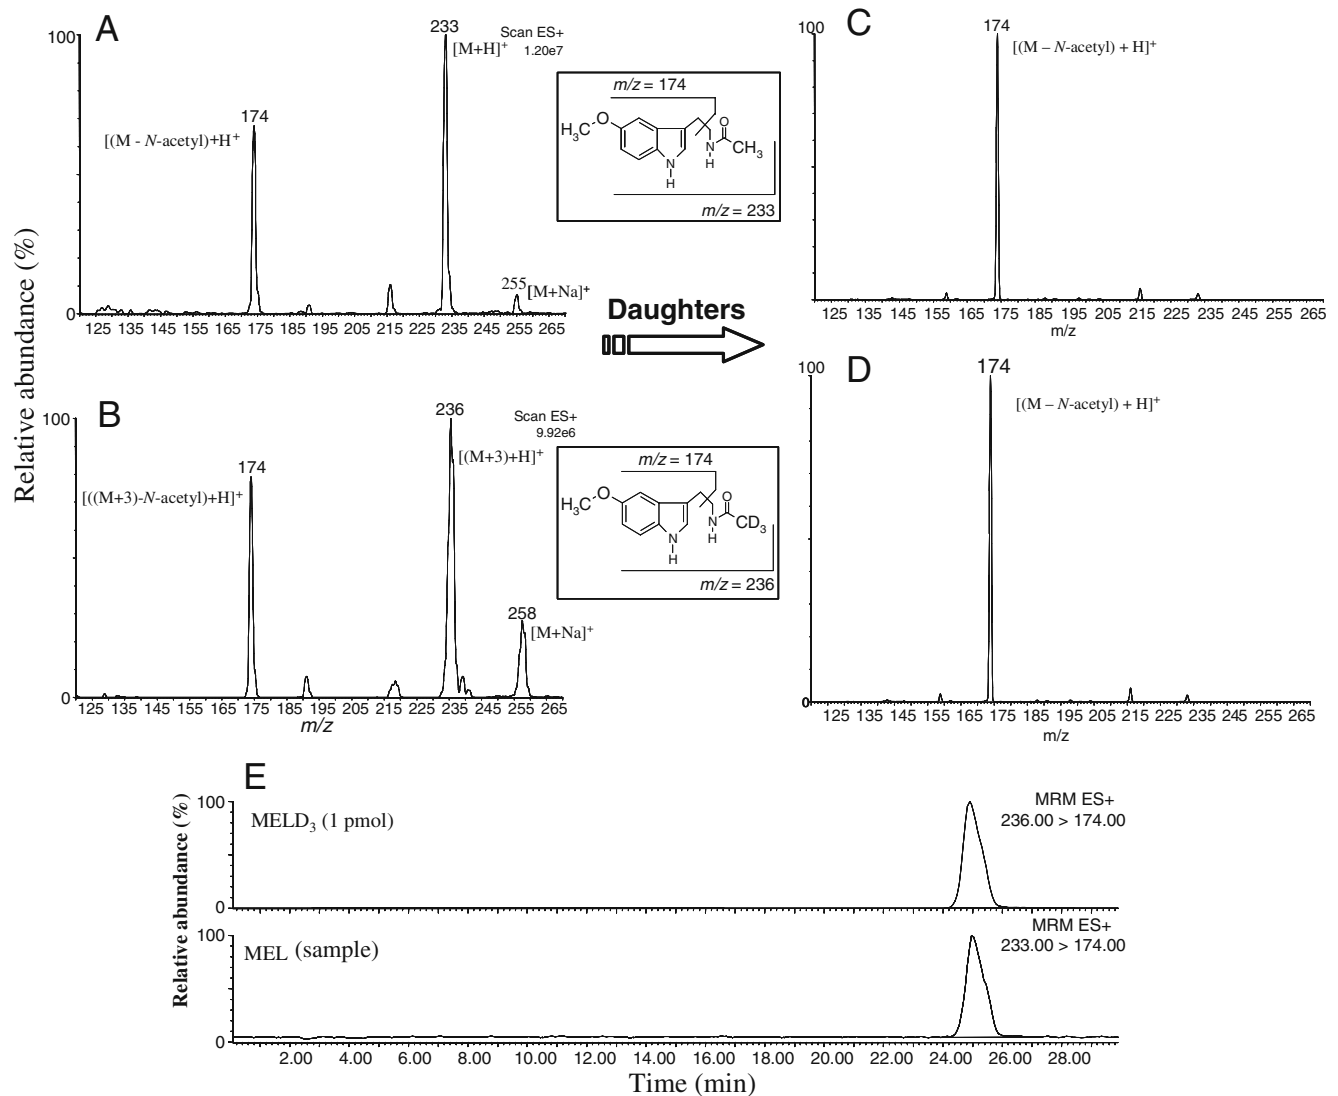 A
100
233
Scan ES+
1.20e7
[M+H]⁺
174
[(M - N-acetyl)+H⁺
255
[M+Na]⁺
0
125 135 145 155 165 175 185 195 205 215 225 235 245 255 265
Relative abundance (%)
m/z = 174
H₃C O N H N H O CH₃
m/z = 233
Daughters
C
100
174
[(M – N-acetyl) + H]⁺
125 135 145 155 165 175 185 195 205 215 225 235 245 255 265
m/z
B
100
236
Scan ES+
9.92e6
[(M+3)+H]⁺
174
[((M+3)-N-acetyl)+H]⁺
258
[M+Na]⁺
0
125 135 145 155 165 175 185 195 205 215 225 235 245 255 265
m/z
m/z = 174
H₃C O N H N H O CD₃
m/z = 236
D
100
174
[(M – N-acetyl) + H]⁺
0
125 135 145 155 165 175 185 195 205 215 225 235 245 255 265
m/z
E
Relative abundance (%)
100
MELD₃ (1 pmol)
MRM ES+
236.00 > 174.00
0
100
MEL (sample)
MRM ES+
233.00 > 174.00
0
2.00 4.00 6.00 8.00 10.00 12.00 14.00 16.00 18.00 20.00 22.00 24.00 26.00 28.00
Time (min)